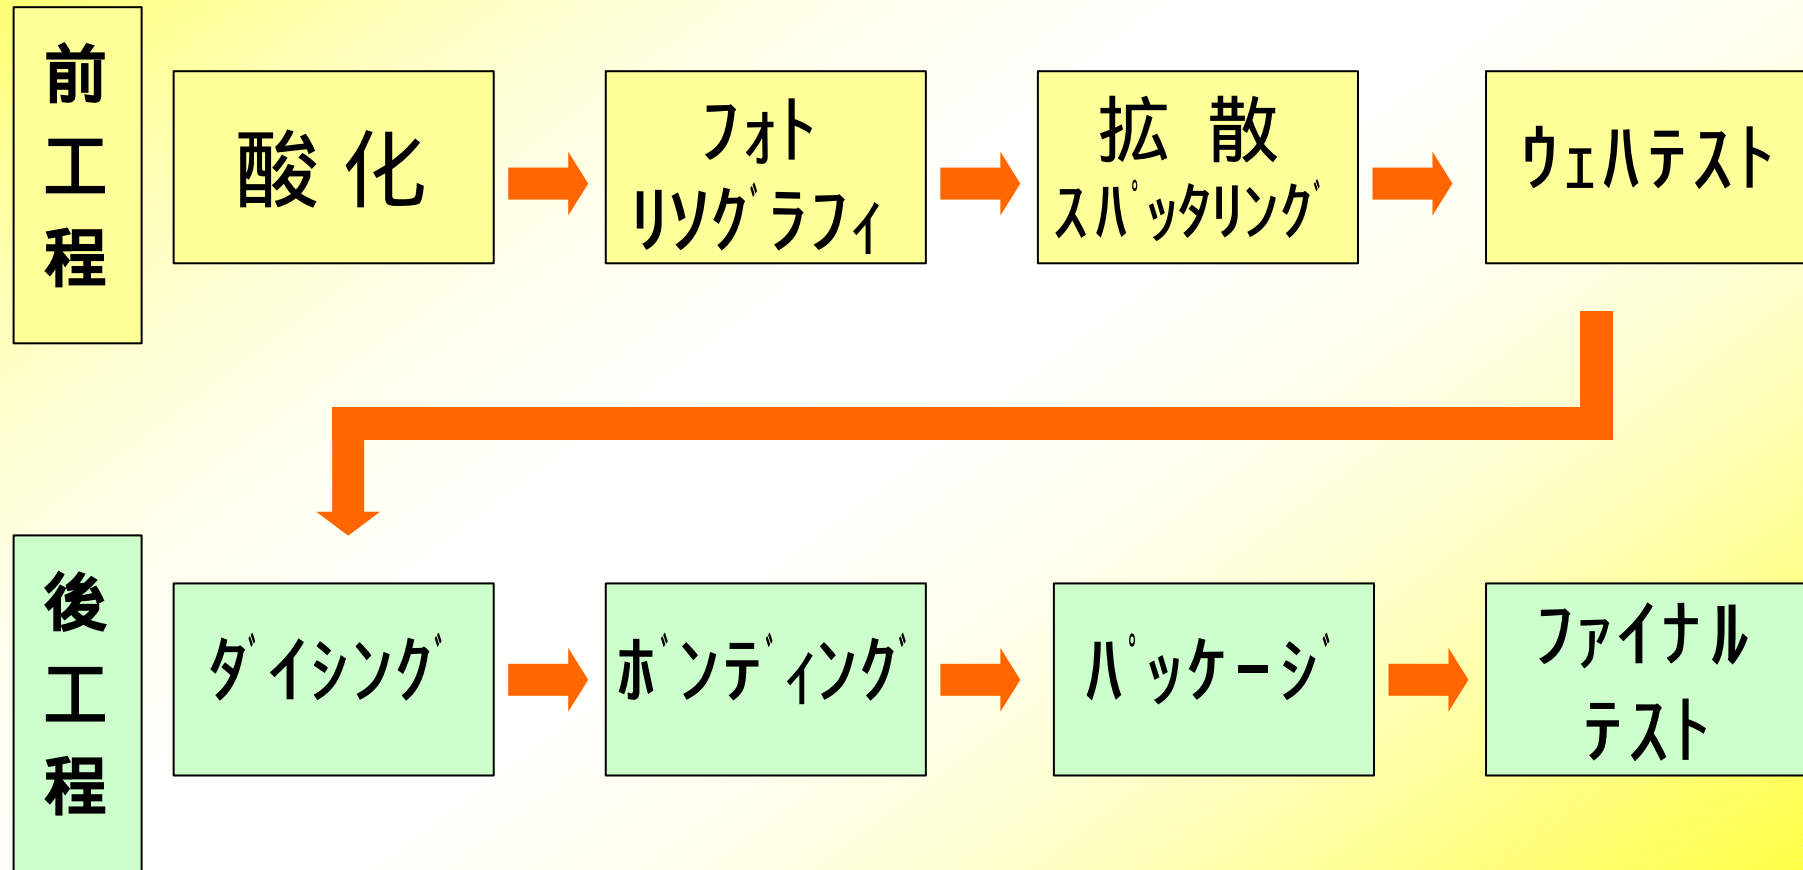 前工程
酸 化
フォト
リソグラフィ
拡 散
スパッタリング
ウェハテスト
後工程
ダイシング
ボンディング
パッケージ
ファイナル
テスト